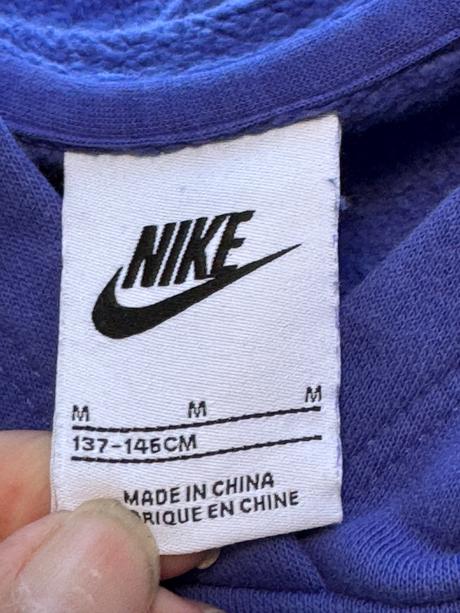 NIKE
M M M
137-146CM
MADE IN CHINA
BRIQUE EN CHINE